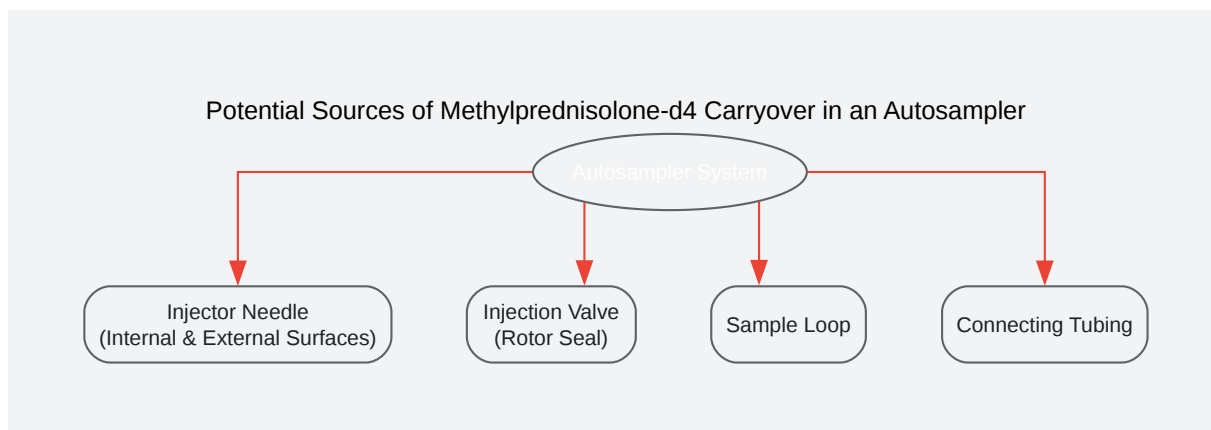 Potential Sources of Methylprednisolone-d4 Carryover in an Autosampler
Autosampler System
Injector Needle
(Internal & External Surfaces)
Injection Valve
(Rotor Seal)
Sample Loop
Connecting Tubing